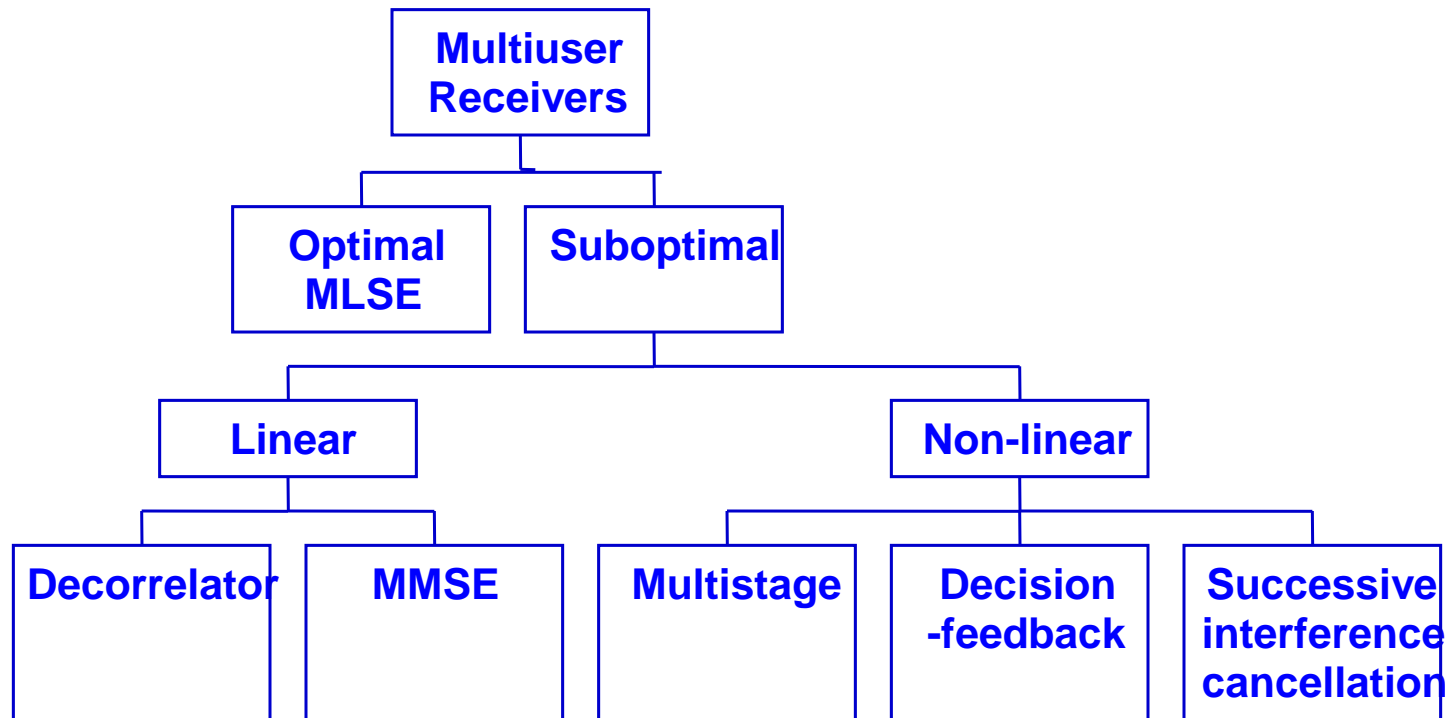 Multiuser
Receivers
Optimal
MLSE
Suboptimal
Linear
Non-linear
Decorrelator
MMSE
Multistage
Decision
-feedback
Successive
interference
cancellation